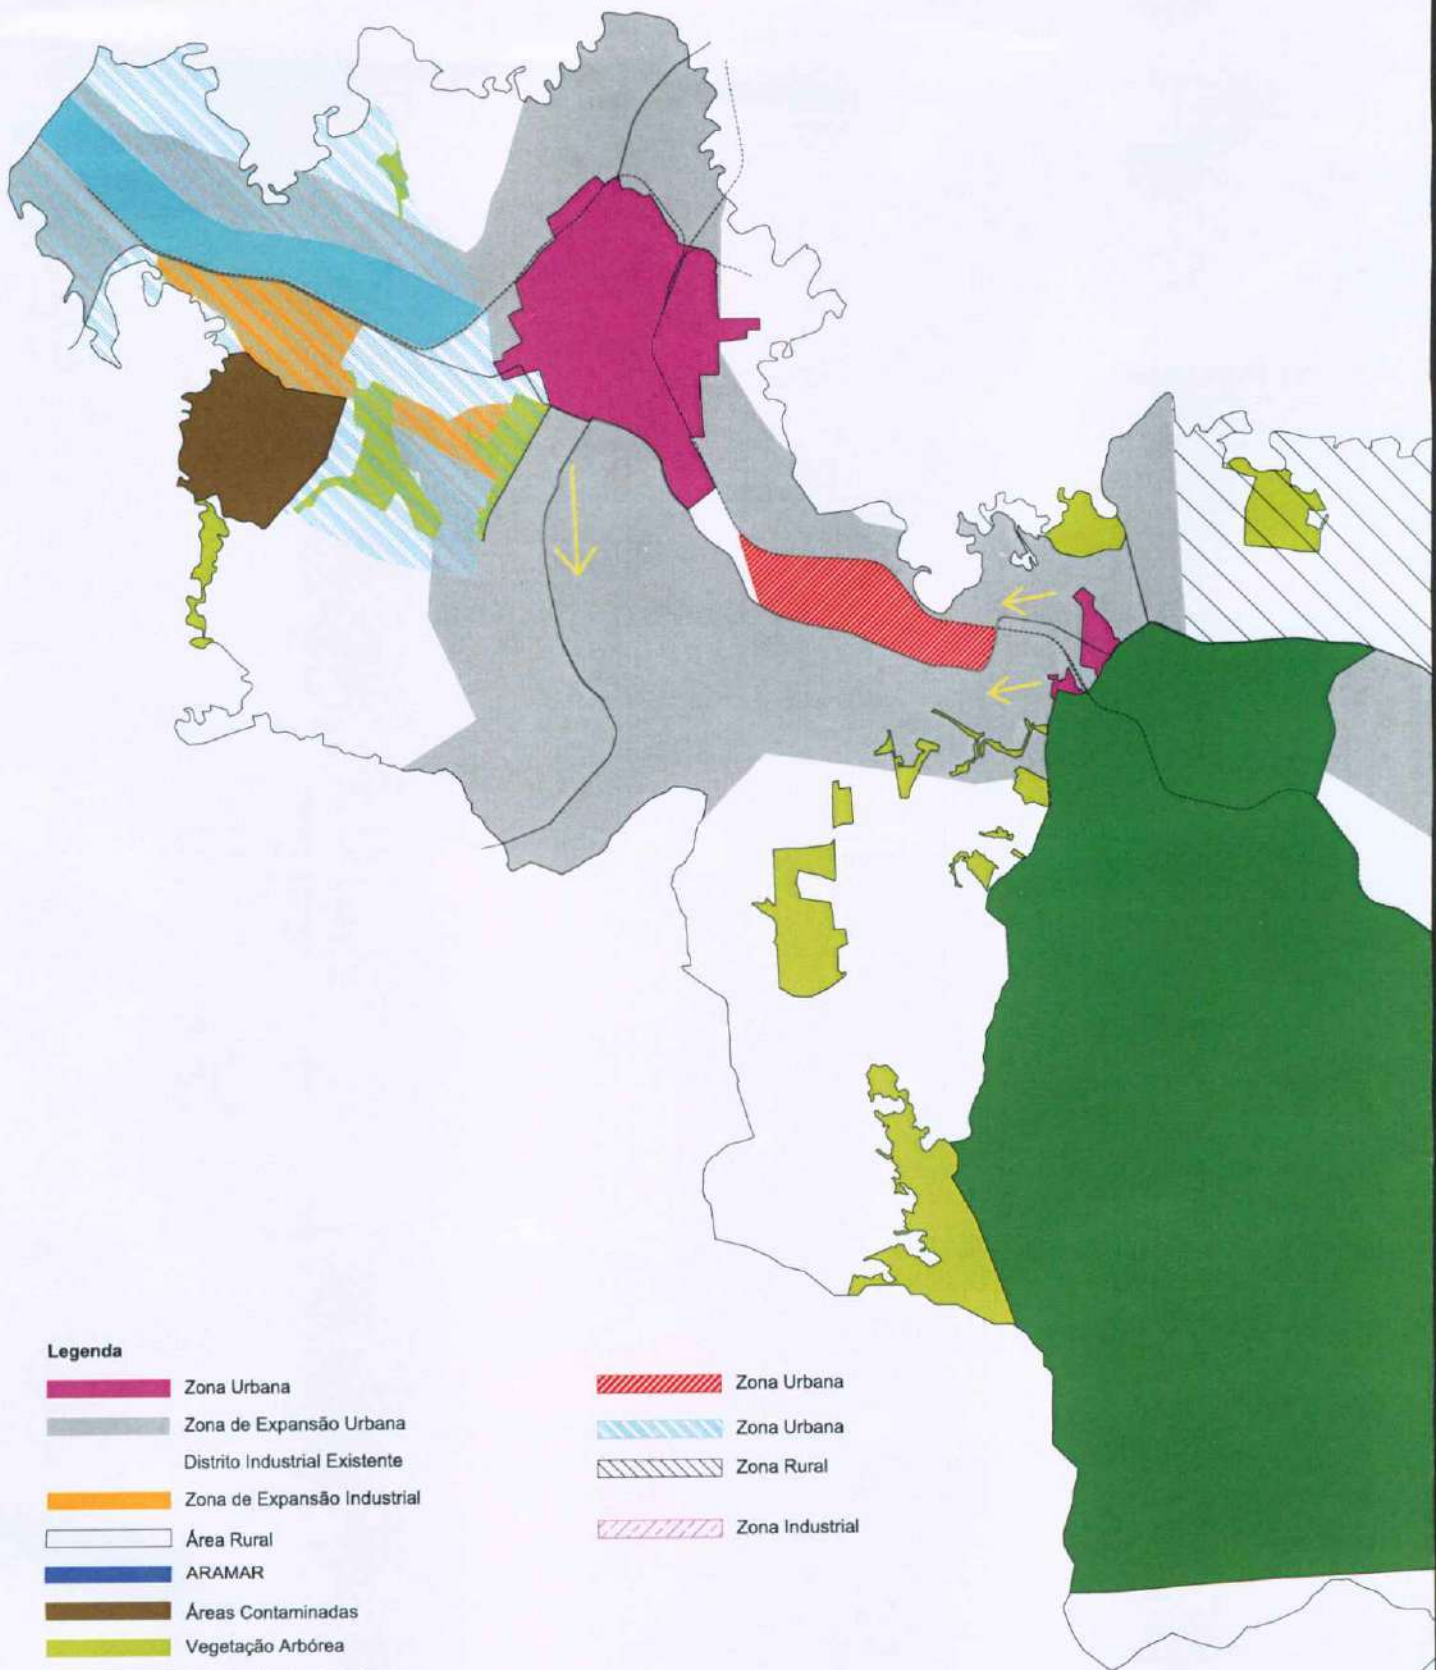 Legenda
Zona Urbana
Zona de Expansão Urbana
Distrito Industrial Existente
Zona de Expansão Industrial
Área Rural
ARAMAR
Áreas Contaminadas
Vegetação Arbórea
Zona Urbana
Zona Urbana
Zona Rural
Zona Industrial